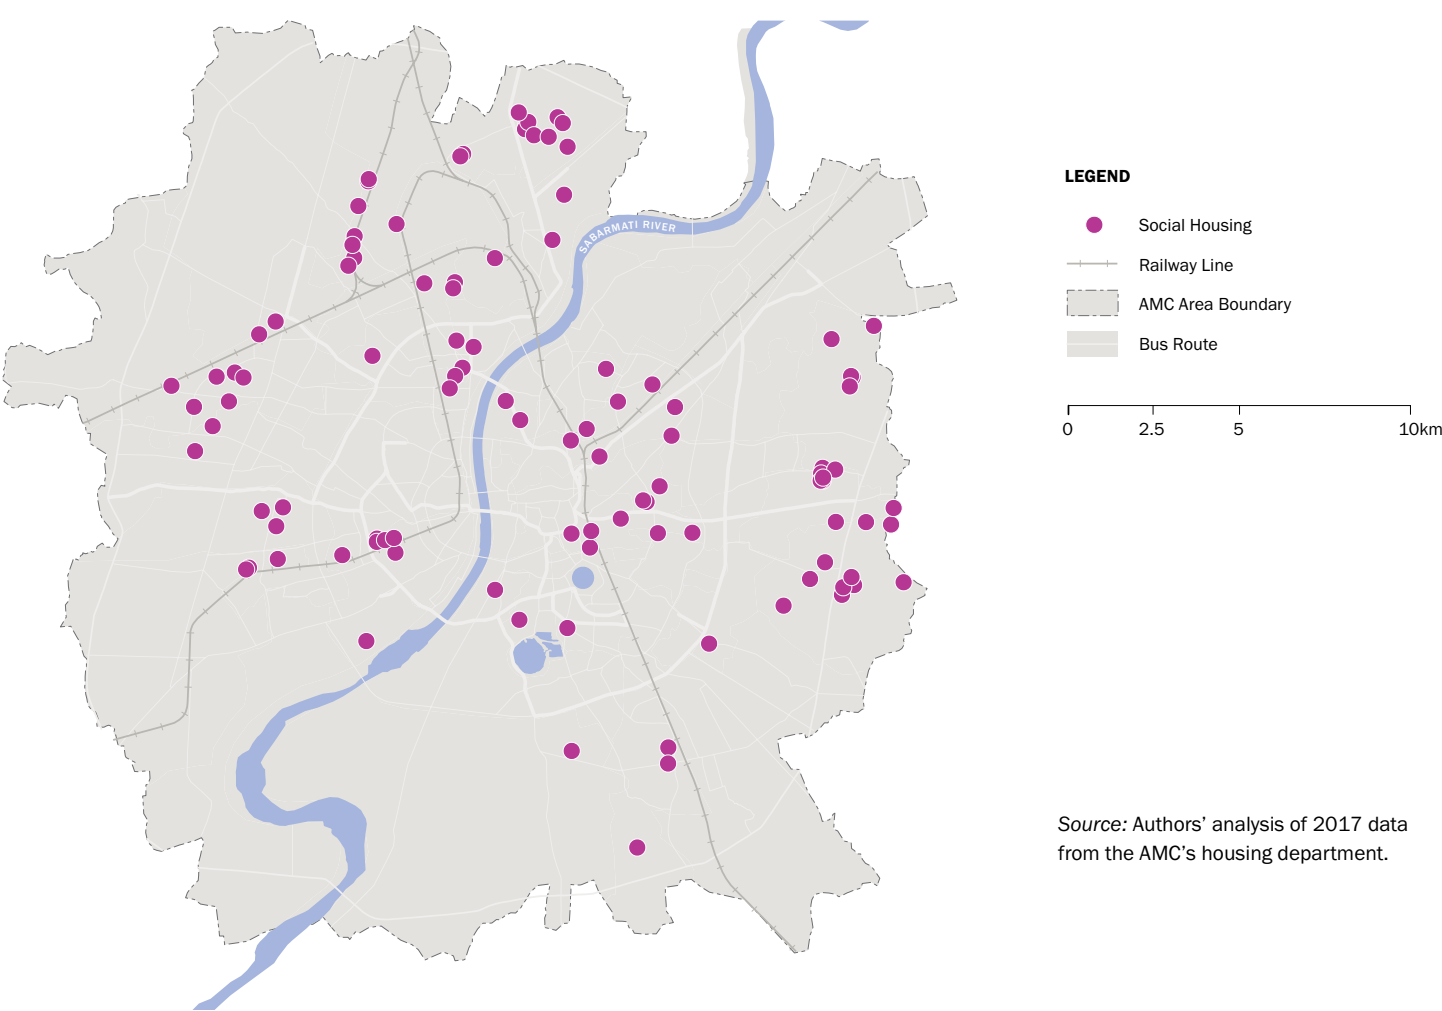 SABARMATI RIVER
LEGEND
Social Housing
Railway Line
AMC Area Boundary
Bus Route
0 2.5 5 10km
Source: Authors’ analysis of 2017 data
from the AMC’s housing department.